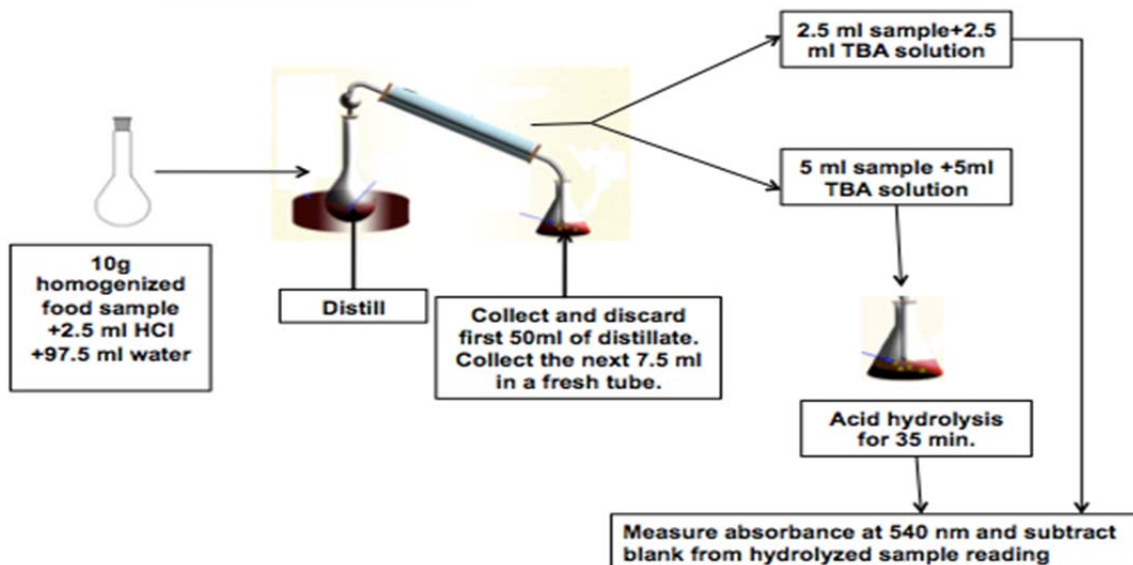 2.5 ml sample+2.5
ml TBA solution
5 ml sample +5ml
TBA solution
10g
homogenized
food sample
+2.5 ml HCl
+97.5 ml water
Distill
Collect and discard
first 50ml of distillate.
Collect the next 7.5 ml
in a fresh tube.
Acid hydrolysis
for 35 min.
Measure absorbance at 540 nm and subtract
blank from hydrolyzed sample reading